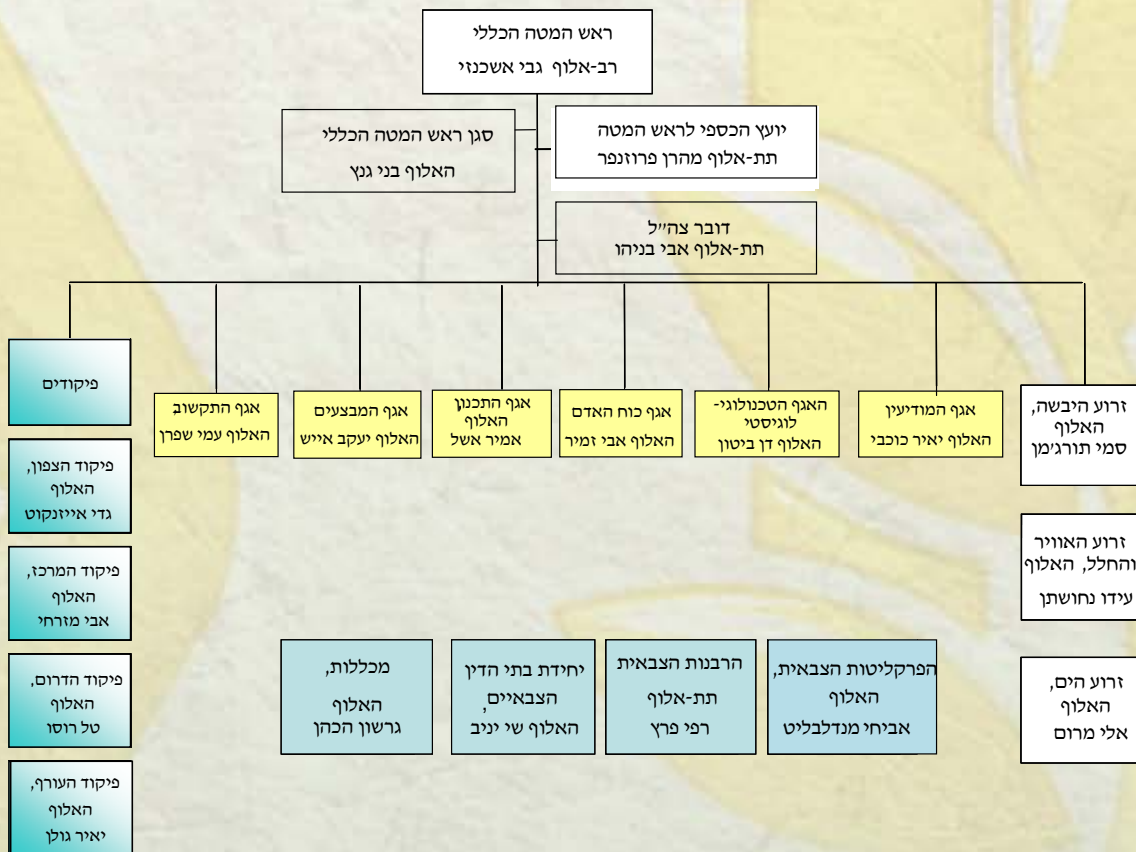 ראש המטה הכללי
רב-אלוף גבי אשכנזי
יועץ הכספי לראש המטה
תת-אלוף מהרן פרוזנפר
סגן ראש המטה הכללי
האלוף בני גנץ
דובר צה״ל
תת-אלוף אבי בניהו
זרוע היבשה,
האלוף
סמי תורג׳מן
אגף המודיעין
האלוף יאיר כוכבי
האגף הטכנולוגי-
לוגיסטי
האלוף דן ביטון
אגף כוח האדם
האלוף אבי זמיר
אגף התכנון,
האלוף
אמיר אשל
אגף המבצעים
האלוף יעקב אייש
אגף התקשוב,
האלוף עמי שפרן
פיקודים
פיקוד הצפון,
האלוף
גדי אייזנקוט
זרוע האוויר
והחלל, האלוף
עידו נחושתן
פיקוד המרכז,
האלוף
אבי מזרחי
זרוע הים,
האלוף
אלי מרום
הפרקליטות הצבאית,
האלוף
אביחי מנדלבליט
הרבנות הצבאית
תת-אלוף
רפי פרץ
יחידת בתי הדין
הצבאיים,
האלוף שי יניב
מכללות,
האלוף
גרשון הכהן
פיקוד הדרום,
האלוף
טל רוסו
פיקוד העורף,
האלוף
יאיר גולן